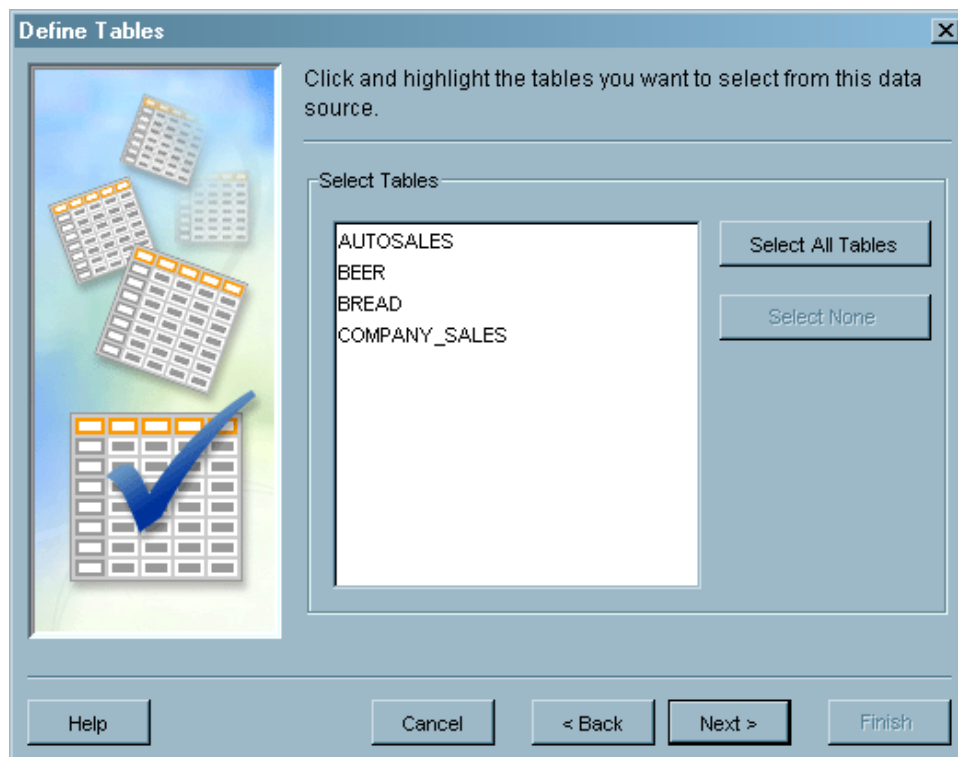 Define Tables
Click and highlight the tables you want to select from this data
source.
Select Tables
AUTOSALES
BEER
BREAD
COMPANY_SALES
Select All Tables
Select None
Help
Cancel
< Back
Next >
Finish